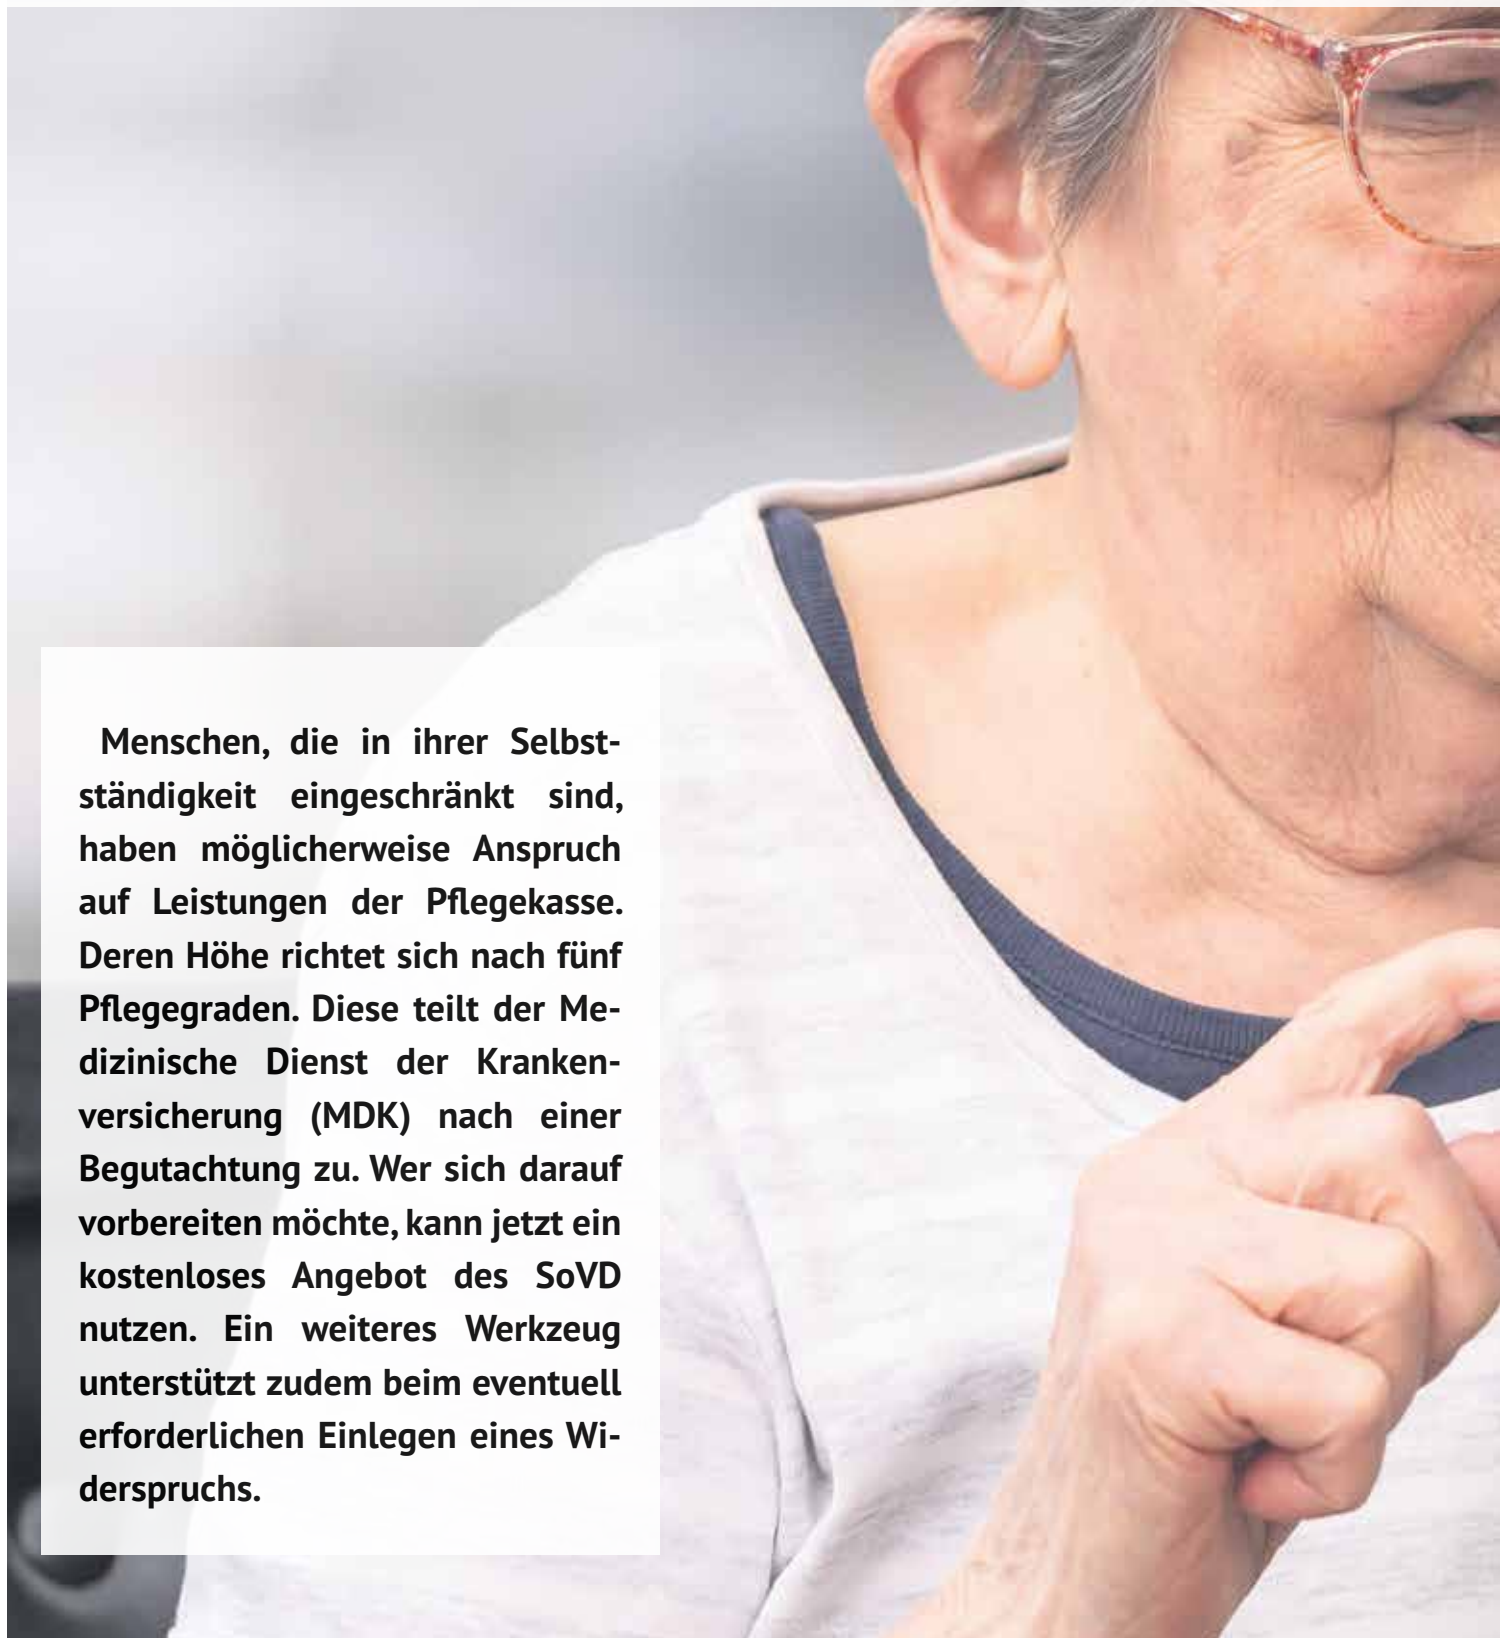 Menschen, die in ihrer Selbst-
ständigkeit eingeschränkt sind,
haben möglicherweise Anspruch
auf Leistungen der Pflegekasse.
Deren Höhe richtet sich nach fünf
Pflegegraden. Diese teilt der Me-
dizinische Dienst der Kranken-
versicherung (MDK) nach einer
Begutachtung zu. Wer sich darauf
vorbereiten möchte, kann jetzt ein
kostenloses Angebot des SoVD
nutzen. Ein weiteres Werkzeug
unterstützt zudem beim eventuell
erforderlichen Einlegen eines Wi-
derspruchs.